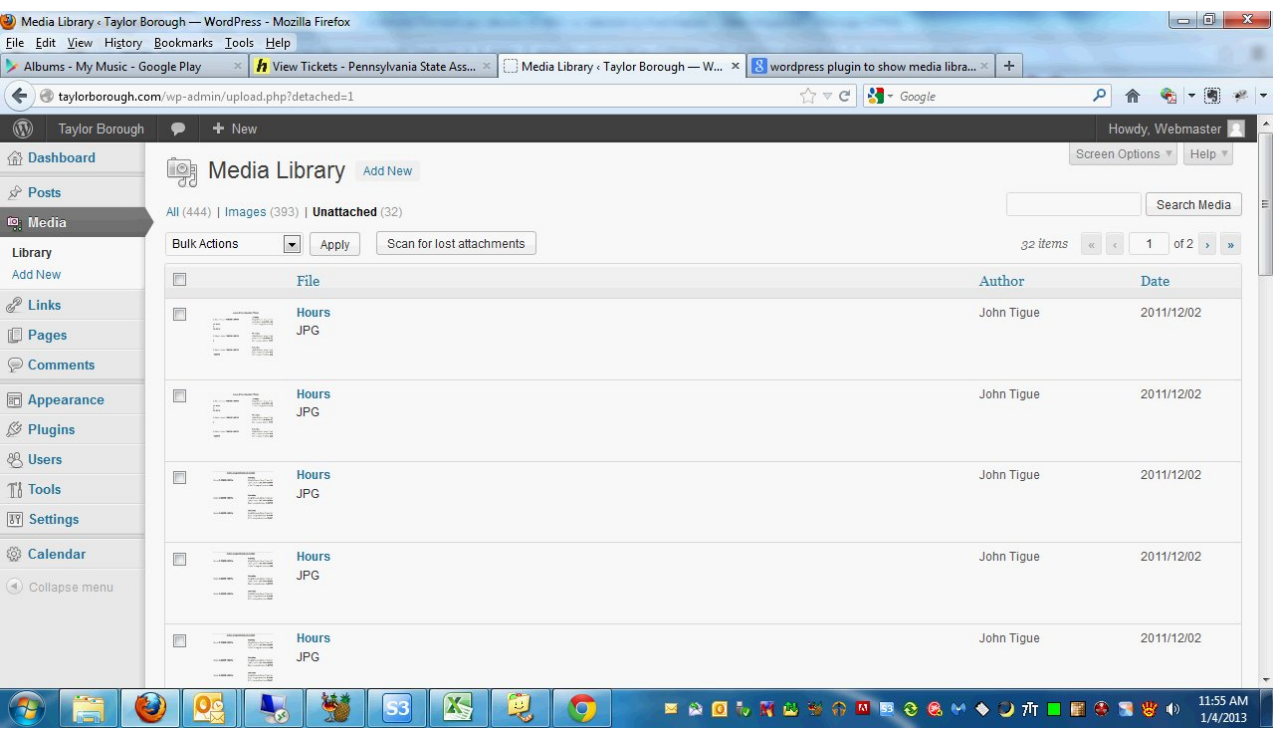 Media Library ‹ Taylor Borough — WordPress - Mozilla Firefox
File Edit View History Bookmarks Tools Help
Albums - My Music - Google Play
View Tickets - Pennsylvania State Ass...
Media Library ‹ Taylor Borough — W...
wordpress plugin to show media libra...
taylorborough.com/wp-admin/upload.php?detached=1
Google
Taylor Borough + New Howdy, Webmaster
Screen Options Help
Dashboard
Posts
Media
Library
Add New
Links
Pages
Comments
Appearance
Plugins
Users
Tools
Settings
Calendar
Collapse menu
Media Library Add New
All (444) | Images (393) | Unattached (32)
Search Media
Bulk Actions Apply Scan for lost attachments 32 items « ‹ 1 of 2 › »
File Author Date
Hours John Tigue 2011/12/02
JPG
Hours John Tigue 2011/12/02
JPG
Hours John Tigue 2011/12/02
JPG
Hours John Tigue 2011/12/02
JPG
Hours John Tigue 2011/12/02
JPG
S3
11:55 AM
1/4/2013